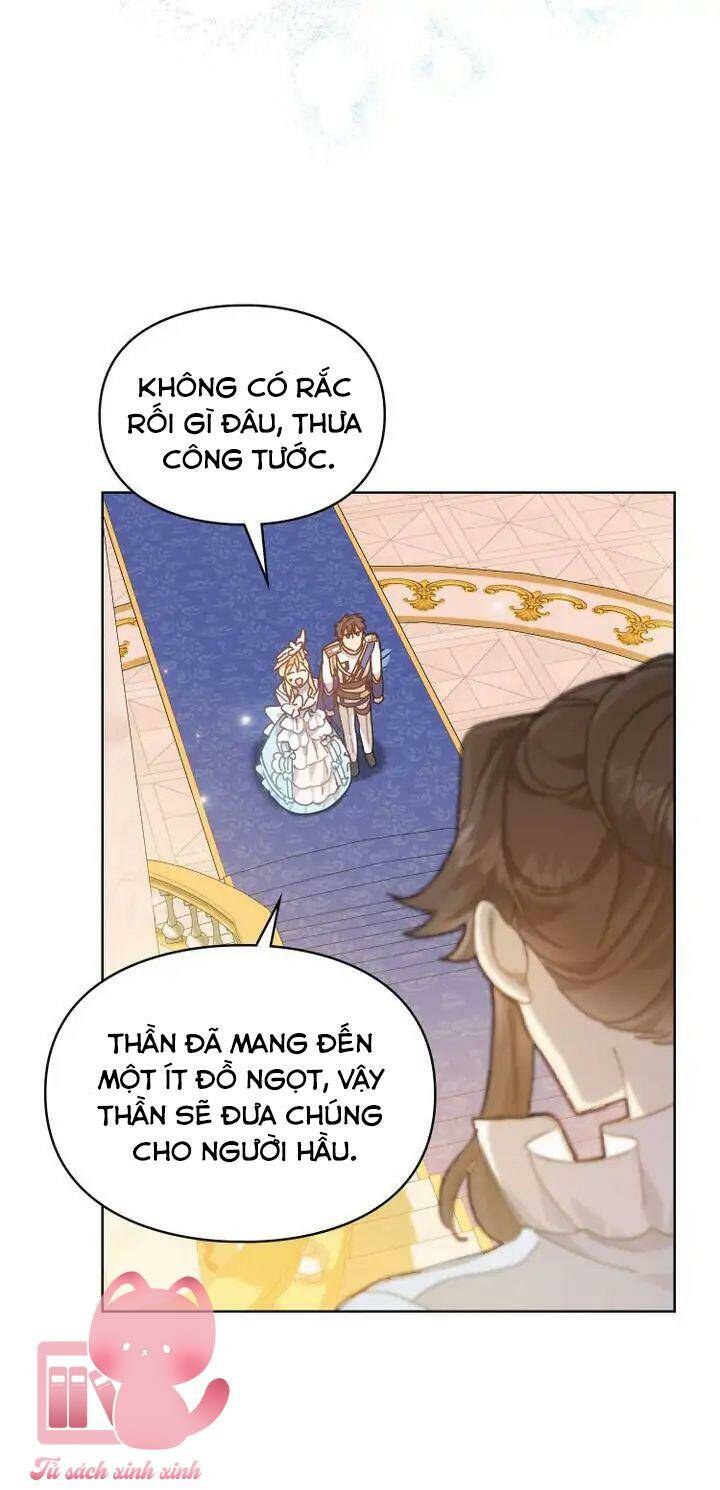 KHÔNG CÓ RẮC
RỐI GÌ ĐÂU, THƯA
CÔNG TƯỚC.
THẦN ĐÃ MANG ĐẾN
MỘT ÍT ĐỒ NGỌT, VẬY
THẦN SẼ ĐƯA CHÚNG
CHO NGƯỜI HẦU.
Tủ sách xinh xinh